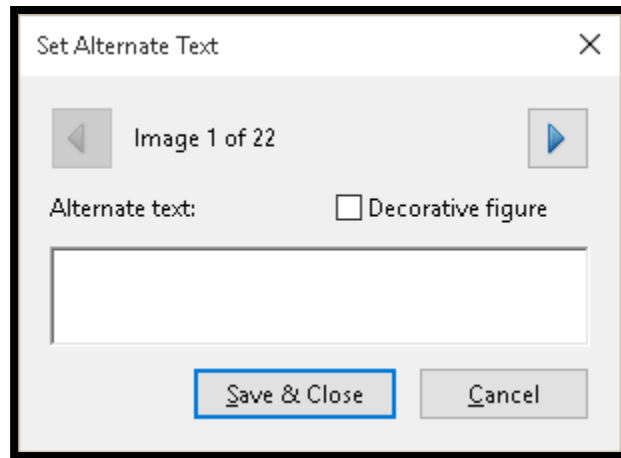 Set Alternate Text
Image 1 of 22
Alternate text: Decorative figure
Save & Close Cancel